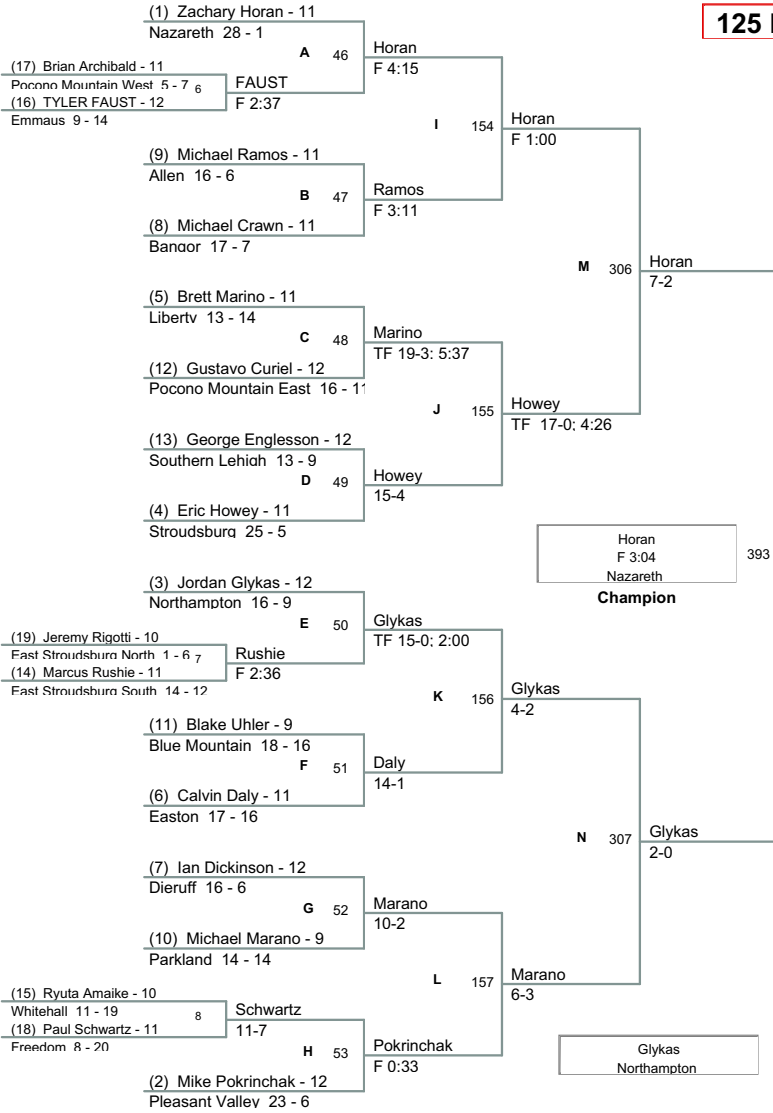 125
(1) Zachary Horan - 11
Nazareth 28 - 1
A 46
Horan
F 4:15
(17) Brian Archibald - 11
Pocono Mountain West 5 - 7
6
FAUST
F 2:37
(16) TYLER FAUST - 12
Emmaus 9 - 14
I 154
Horan
F 1:00
(9) Michael Ramos - 11
Allen 16 - 6
B 47
Ramos
F 3:11
(8) Michael Crawn - 11
Bangor 17 - 7
M 306
Horan
7-2
(5) Brett Marino - 11
Liberty 13 - 14
C 48
Marino
TF 19-3; 5:37
(12) Gustavo Curiel - 12
Pocono Mountain East 16 - 11
J 155
Howey
TF 17-0; 4:26
(13) George Englesson - 12
Southern Lehigh 13 - 9
D 49
Howey
15-4
(4) Eric Howey - 11
Stroudsburg 25 - 5
Horan
F 3:04
Nazareth
393
Champion
(3) Jordan Glykas - 12
Northampton 16 - 9
E 50
Glykas
TF 15-0; 2:00
(19) Jeremy Rigotti - 10
East Stroudsburg North 1 - 6
7
Rushie
F 2:36
(14) Marcus Rushie - 11
East Stroudsburg South 14 - 12
K 156
Glykas
4-2
(11) Blake Uhler - 9
Blue Mountain 18 - 16
F 51
Daly
14-1
(6) Calvin Daly - 11
Easton 17 - 16
N 307
Glykas
2-0
(7) Ian Dickinson - 12
Dieruff 16 - 6
G 52
Marano
10-2
(10) Michael Marano - 9
Parkland 14 - 14
L 157
Marano
6-3
(15) Ryuta Amaike - 10
Whitehall 11 - 19
8
Schwartz
11-7
(18) Paul Schwartz - 11
Freedom 8 - 20
H 53
Pokrinchak
F 0:33
(2) Mike Pokrinchak - 12
Pleasant Valley 23 - 6
Glykas
Northampton